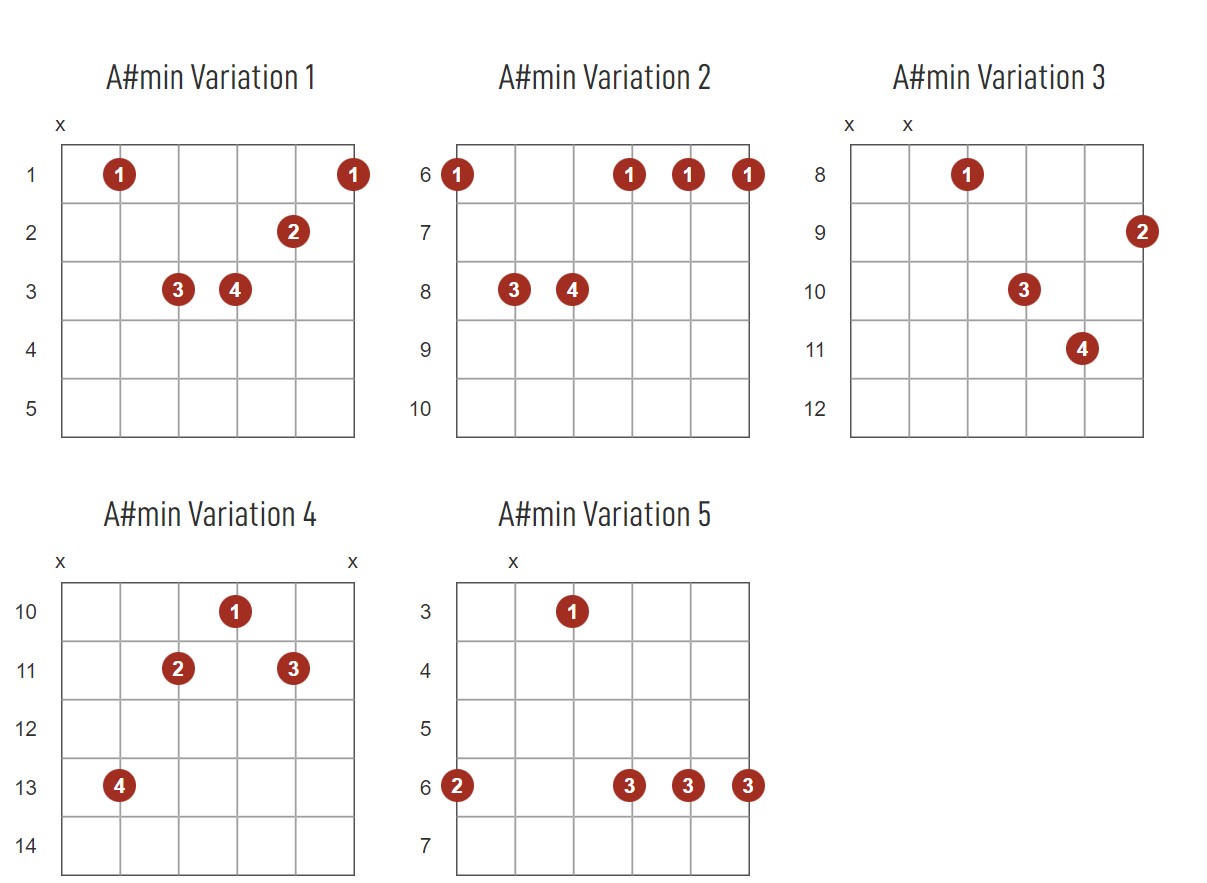 A#min Variation 1 A#min Variation 2 A#min Variation 3
x x x
1 1 1 6 1 1 1 1 8 1
2 2 7 9 2
3 3 4 8 3 4 10 3
4 9 11 4
5 10 12
A#min Variation 4 A#min Variation 5
x x x
10 1 3 1
11 2 3 4
12 5
13 4 6 2 3 3 3
14 7